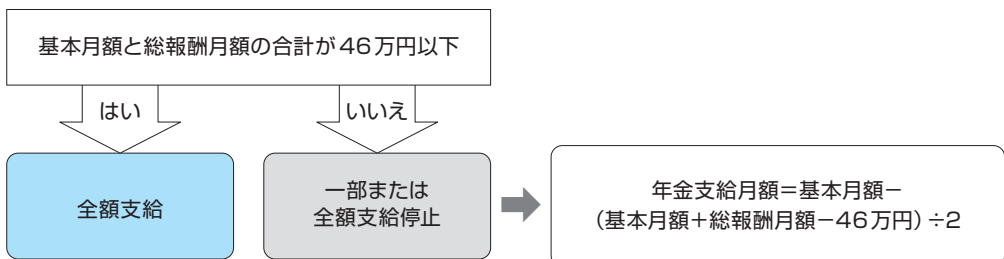 基本月額と総報酬月額の合計が46万円以下
はい
いいえ
全額支給
一部または
全額支給停止
年金支給月額=基本月額−
(基本月額+総報酬月額−46万円)÷2